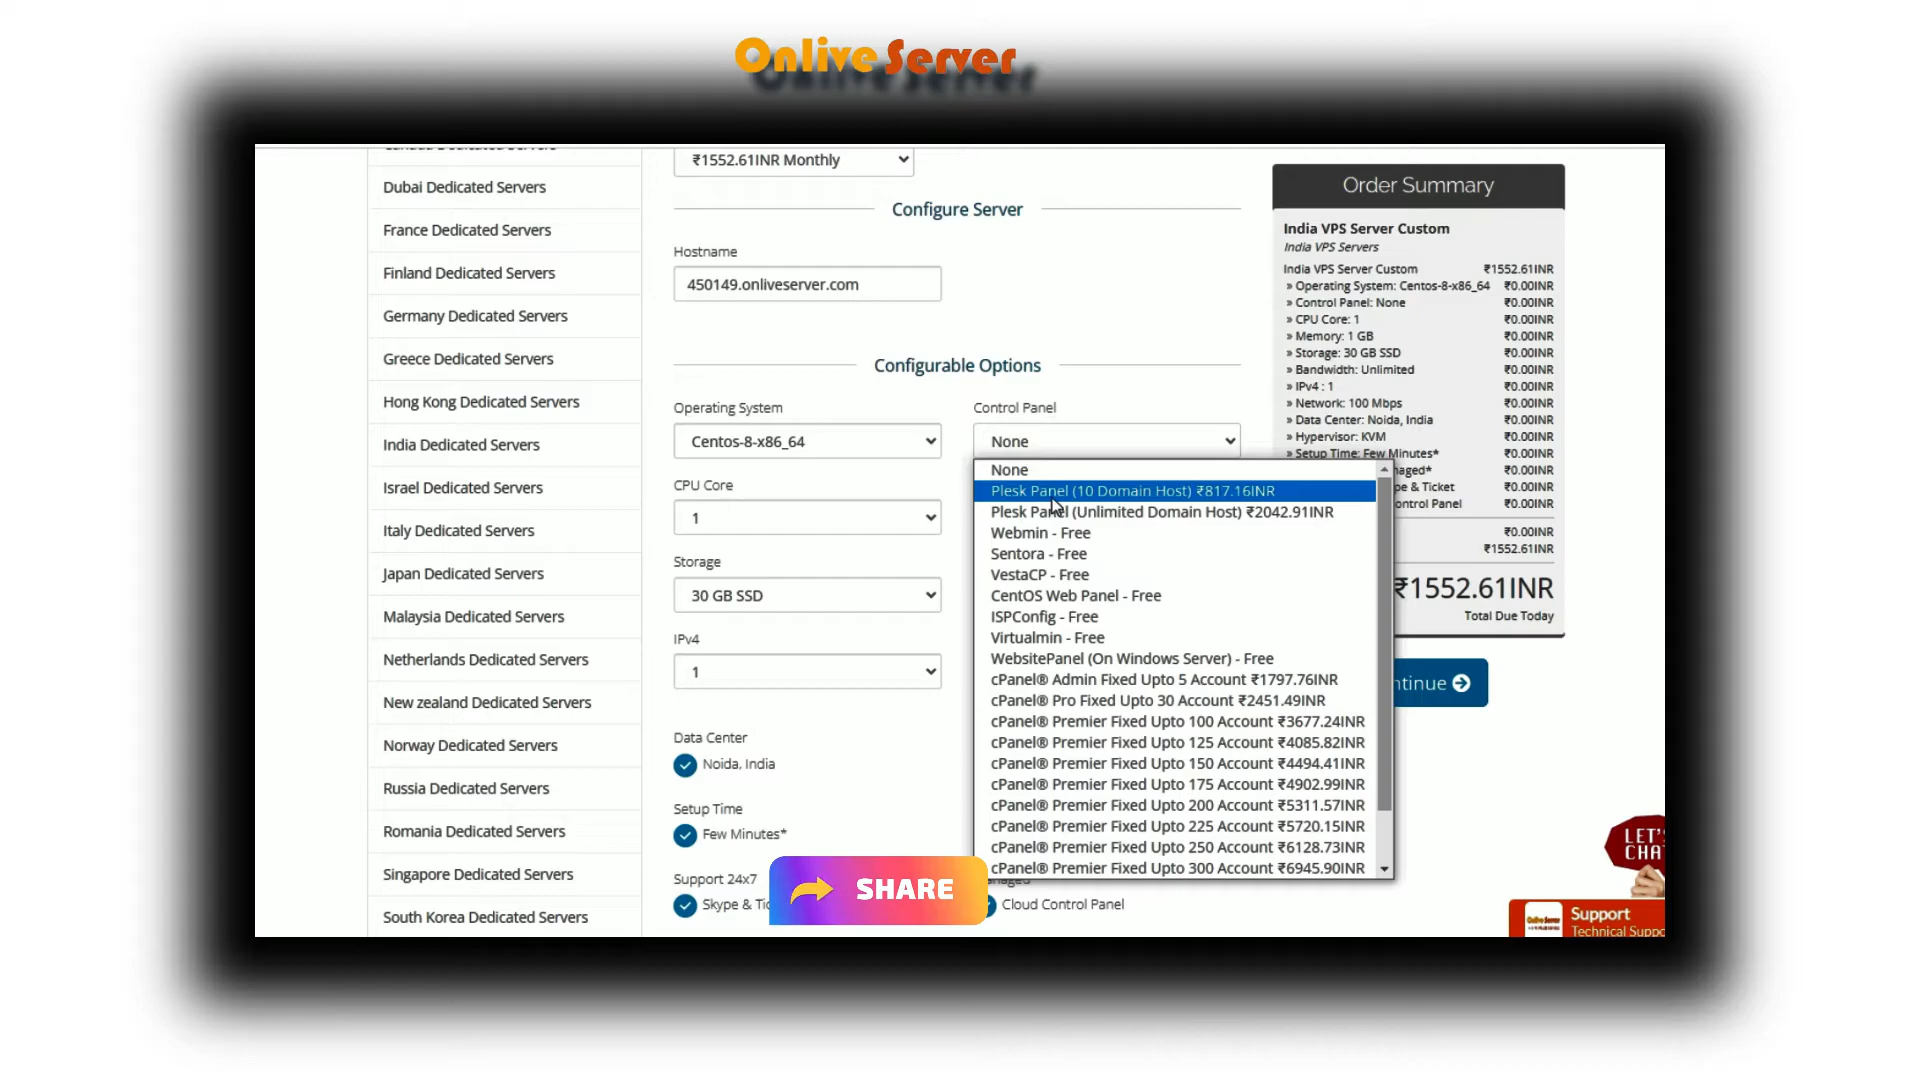 Onlive Server
Dubai Dedicated Servers
France Dedicated Servers
Finland Dedicated Servers
Germany Dedicated Servers
Greece Dedicated Servers
Hong Kong Dedicated Servers
India Dedicated Servers
Israel Dedicated Servers
Italy Dedicated Servers
Japan Dedicated Servers
Malaysia Dedicated Servers
Netherlands Dedicated Servers
New zealand Dedicated Servers
Norway Dedicated Servers
Russia Dedicated Servers
Romania Dedicated Servers
Singapore Dedicated Servers
South Korea Dedicated Servers
₹1552.61INR Monthly
Configure Server
Hostname
450149.onliveserver.com
Configurable Options
Operating System
Centos-8-x86_64
CPU Core
1
Storage
30 GB SSD
IPv4
1
Data Center
Noida, India
Setup Time
Few Minutes*
Support 24x7
Skype &
SHARE
Control Panel
None
None
Plesk Panel (10 Domain Host) ₹817.16INR
Plesk Panel (Unlimited Domain Host) ₹2042.91INR
Webmin - Free
Sentora - Free
VestaCP - Free
CentOS Web Panel - Free
ISPConfig - Free
Virtualmin - Free
WebsitePanel (On Windows Server) - Free
cPanel® Admin Fixed Upto 5 Account ₹1797.76INR
cPanel® Pro Fixed Upto 30 Account ₹2451.49INR
cPanel® Premier Fixed Upto 100 Account ₹3677.24INR
cPanel® Premier Fixed Upto 125 Account ₹4085.82INR
cPanel® Premier Fixed Upto 150 Account ₹4494.41INR
cPanel® Premier Fixed Upto 175 Account ₹4902.99INR
cPanel® Premier Fixed Upto 200 Account ₹5311.57INR
cPanel® Premier Fixed Upto 225 Account ₹5720.15INR
cPanel® Premier Fixed Upto 250 Account ₹6128.73INR
cPanel® Premier Fixed Upto 300 Account ₹6945.90INR
Cloud Control Panel
Order Summary
India VPS Server Custom
India VPS Servers
India VPS Server Custom ₹1552.61INR
» Operating System: Centos-8-x86_64 ₹0.00INR
» Control Panel: None ₹0.00INR
» CPU Core: 1 ₹0.00INR
» Memory: 1 GB ₹0.00INR
» Storage: 30 GB SSD ₹0.00INR
» Bandwidth: Unlimited ₹0.00INR
» IPv4 : 1 ₹0.00INR
» Network: 100 Mbps ₹0.00INR
» Data Center: Noida, India ₹0.00INR
» Hypervisor: KVM ₹0.00INR
» Setup Time: Few Minutes* ₹0.00INR
naged* ₹0.00INR
pe & Ticket ₹0.00INR
ontrol Panel ₹0.00INR
₹0.00INR
₹1552.61INR
₹1552.61INR
Total Due Today
ntinue
LET'S
CHA
Support
Technical Suppo